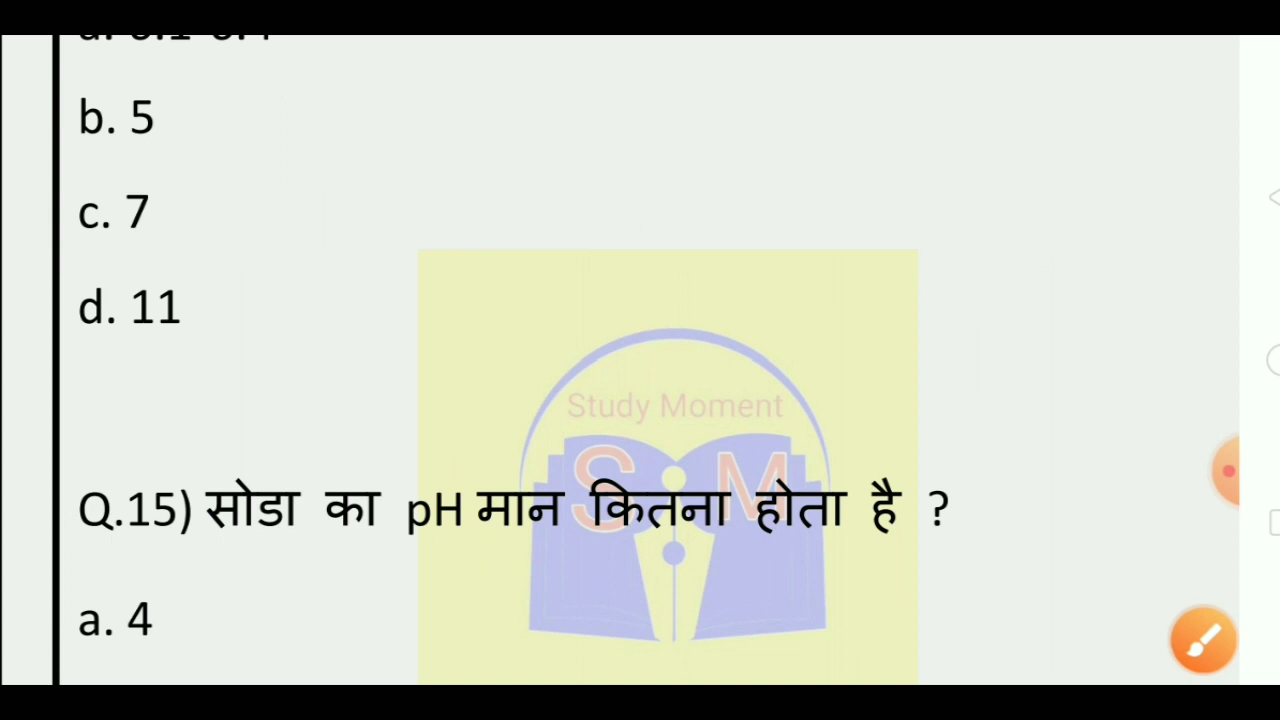 b. 5
c. 7
d. 11
Study Moment
S M
Q.15) सोडा का pH मान कितना होता है ?
a. 4